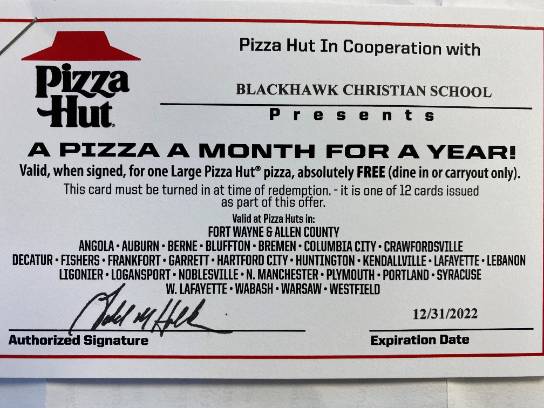 Pizza
Hut
Pizza Hut In Cooperation with
BLACKHAWK CHRISTIAN SCHOOL
Presents
A PIZZA A MONTH FOR A YEAR!
Valid, when signed, for one Large Pizza Hut® pizza, absolutely FREE (dine in or carryout only).
This card must be turned in at time of redemption. - it is one of 12 cards issued
as part of this offer.
Valid at Pizza Huts in:
FORT WAYNE & ALLEN COUNTY
ANGOLA • AUBURN • BERNE • BLUFFTON • BREMEN • COLUMBIA CITY • CRAWFORDSVILLE
DECATUR • FISHERS • FRANKFORT • GARRETT • HARTFORD CITY • HUNTINGTON • KENDALLVILLE • LAFAYETTE • LEBANON
LIGONIER • LOGANSPORT • NOBLESVILLE • N. MANCHESTER • PLYMOUTH • PORTLAND • SYRACUSE
W. LAFAYETTE • WABASH • WARSAW • WESTFIELD
12/31/2022
Authorized Signature
Expiration Date